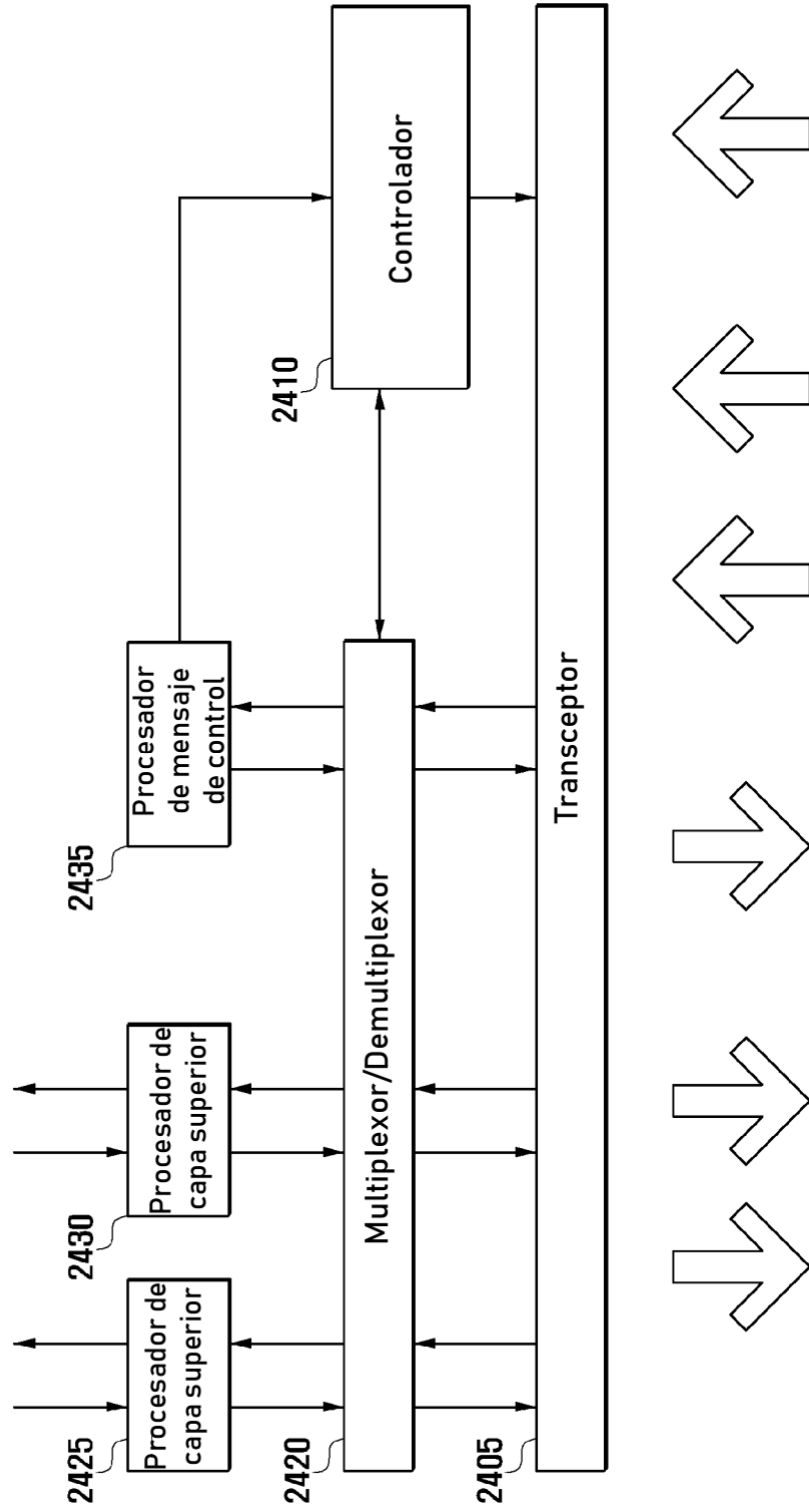 2425
Procesador de
capa superior
2430
Procesador de
capa superior
2435
Procesador
de mensaje
de control
2420
Multiplexor/Demultiplexor
2410
Controlador
2405
Transceptor